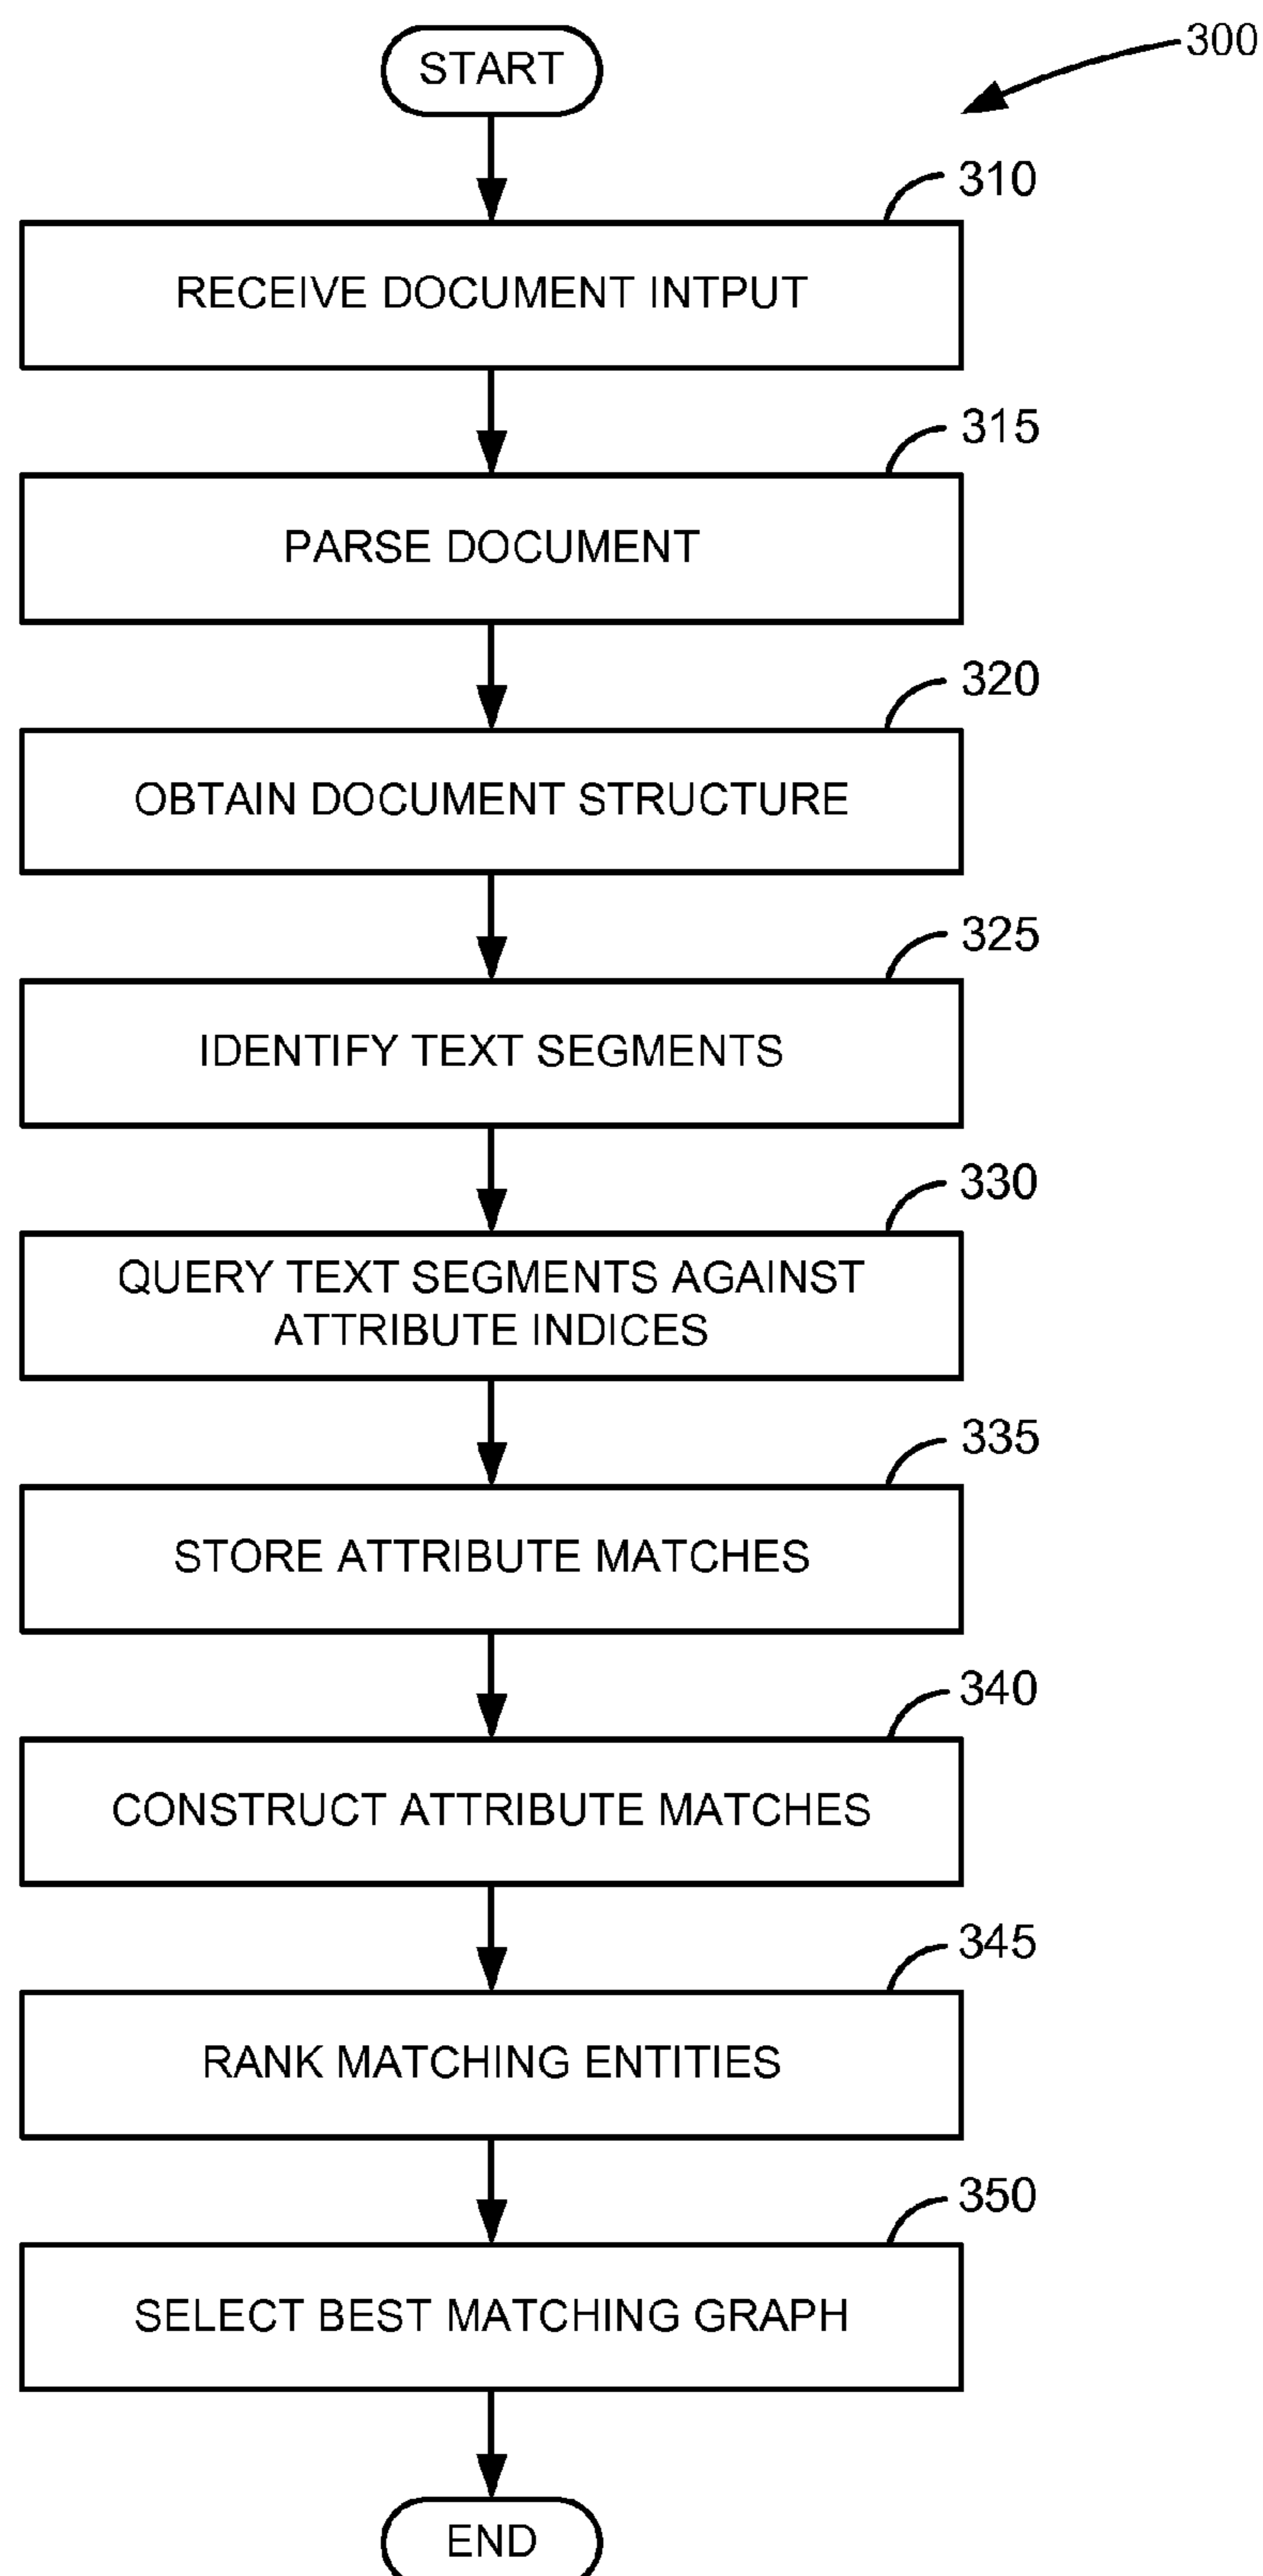 START
300
310
RECEIVE DOCUMENT INTPUT
315
PARSE DOCUMENT
320
OBTAIN DOCUMENT STRUCTURE
325
IDENTIFY TEXT SEGMENTS
330
QUERY TEXT SEGMENTS AGAINST
ATTRIBUTE INDICES
335
STORE ATTRIBUTE MATCHES
340
CONSTRUCT ATTRIBUTE MATCHES
345
RANK MATCHING ENTITIES
350
SELECT BEST MATCHING GRAPH
END